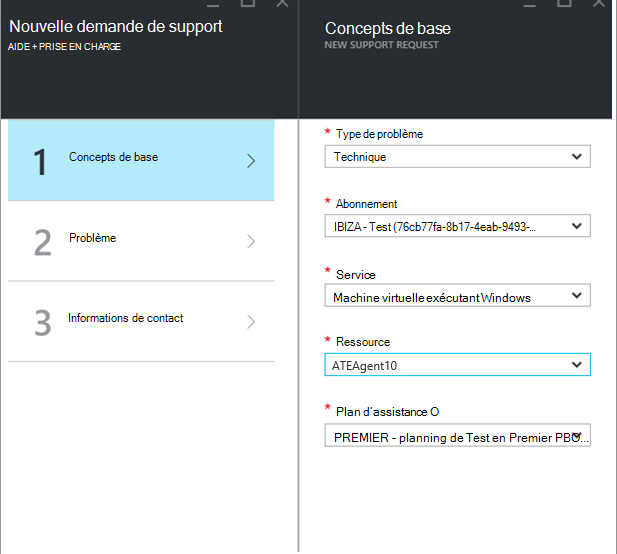 Nouvelle demande de support
AIDE + PRISE EN CHARGE
1
Concepts de base
2
Problème
3
Informations de contact
Concepts de base
NEW SUPPORT REQUEST
* Type de problème
Technique
* Abonnement
IBIZA - Test (76cb77fa-8b17-4eab-9493-...
* Service
Machine virtuelle exécutant Windows
* Ressource
ATEAgent10
* Plan d'assistance O
PREMIER - planning de Test en Premier PBO...